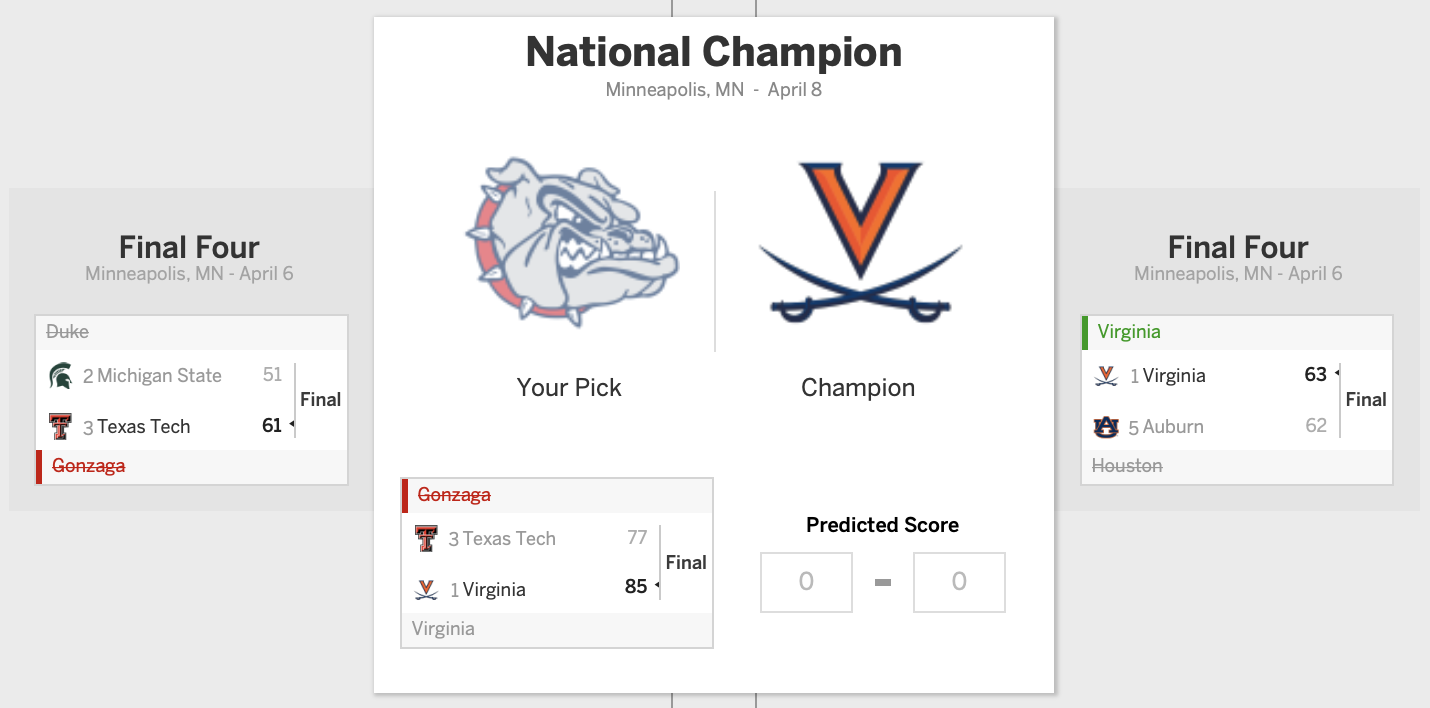 National Champion
Minneapolis, MN - April 8
Your Pick
Champion
Final Four
Minneapolis, MN - April 6
Duke
2 Michigan State 51
3 Texas Tech 61
Final
Gonzaga
Gonzaga
3 Texas Tech 77
1 Virginia 85
Final
Virginia
Predicted Score
0 - 0
Final Four
Minneapolis, MN - April 6
Virginia
1 Virginia 63
5 Auburn 62
Final
Houston